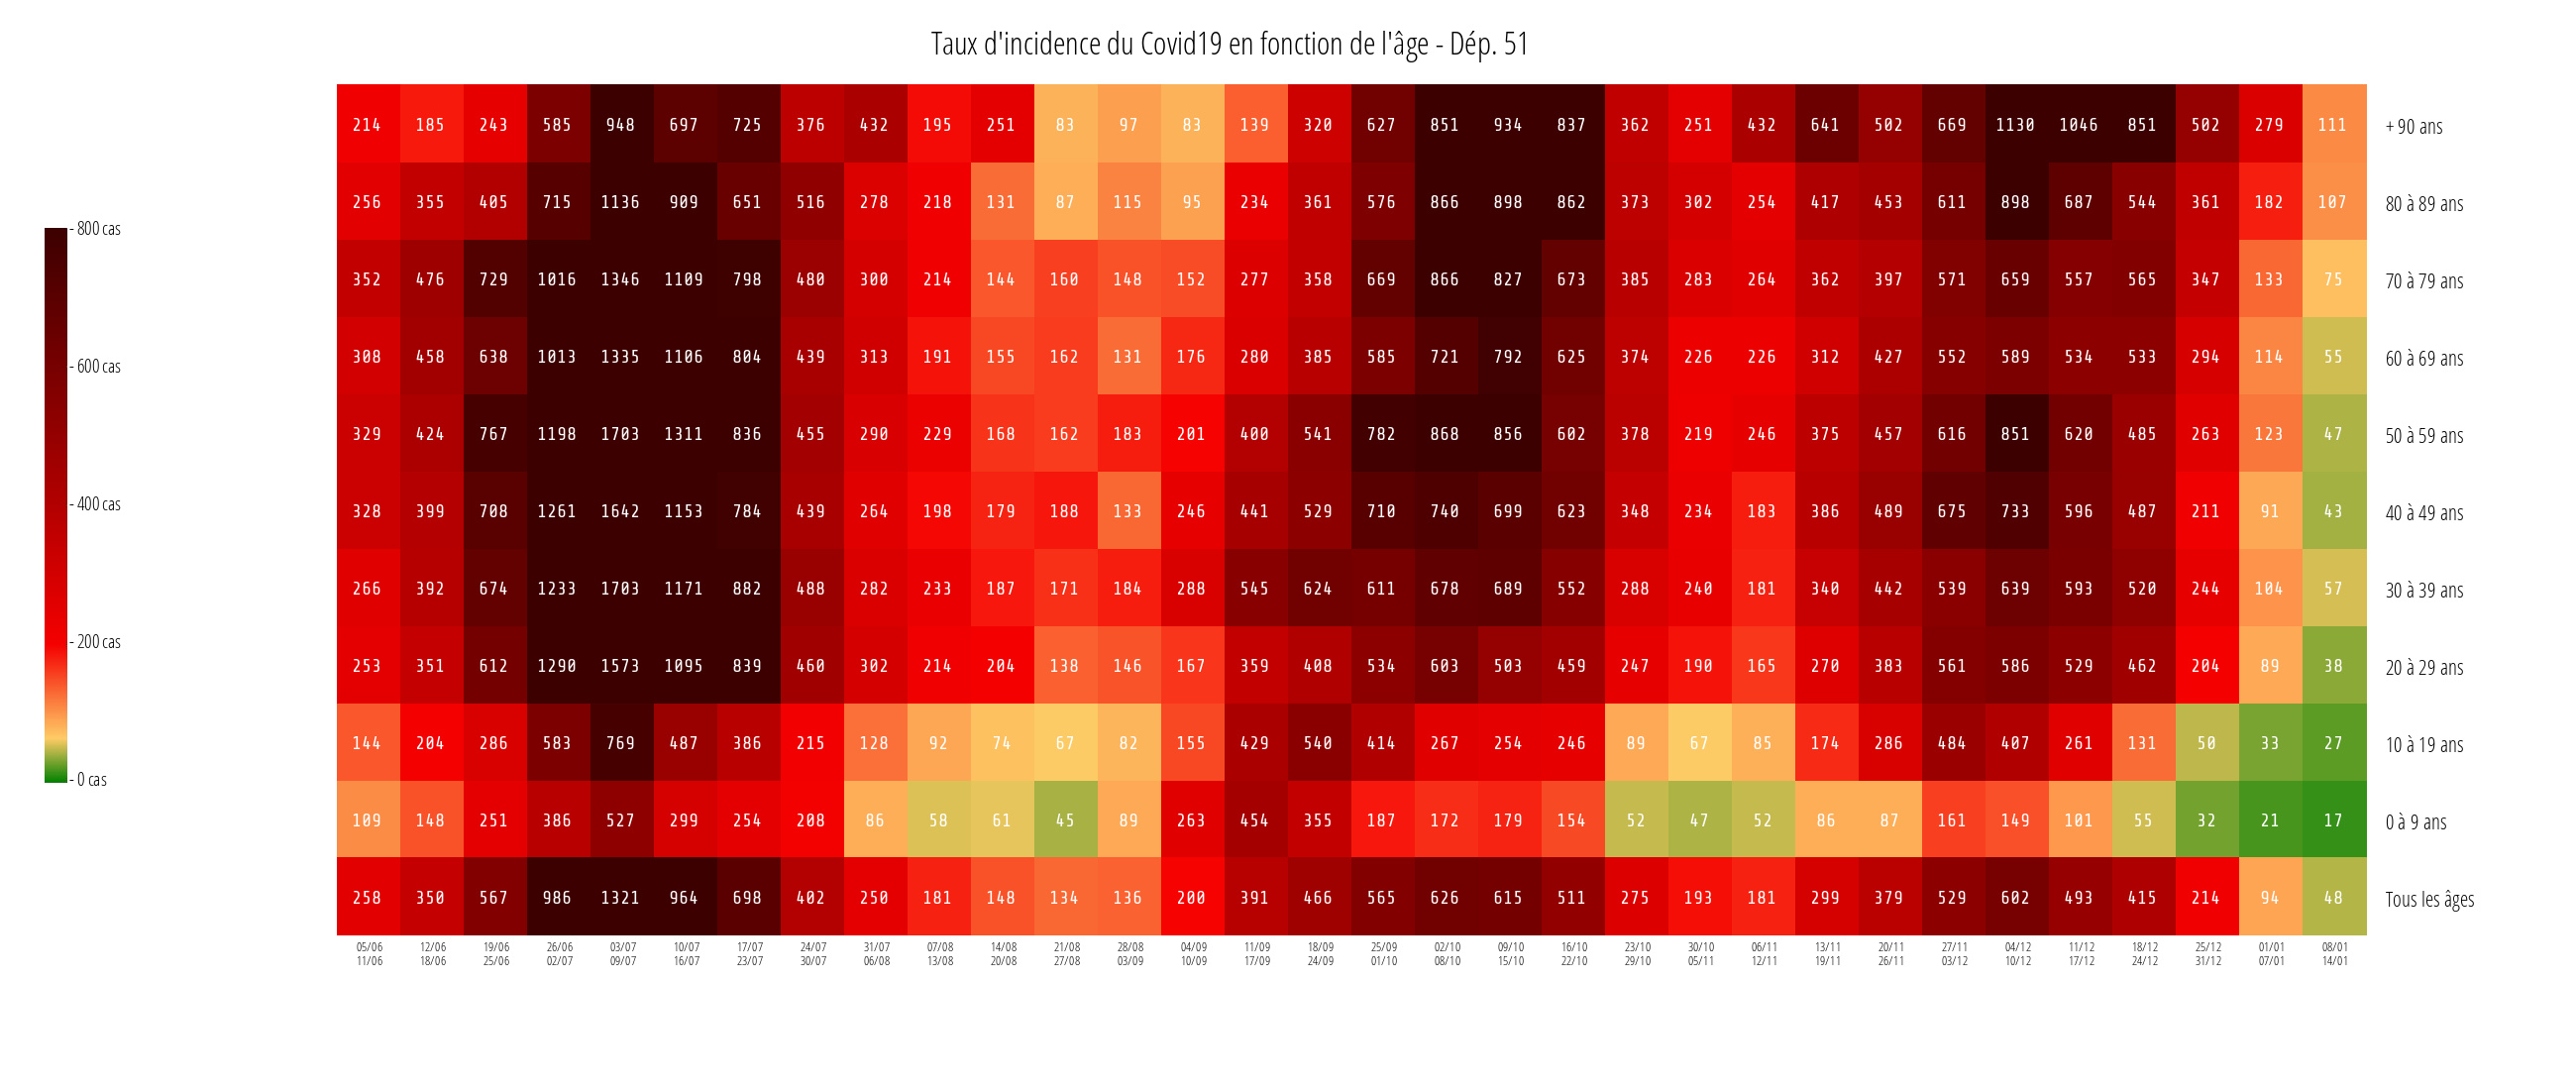 Taux d'incidence du Covid19 en fonction de l'âge - Dép. 51
- 800 cas
- 600 cas
- 400 cas
- 200 cas
- 0 cas
214 185 243 585 948 697 725 376 432 195 251 83 97 83 139 320 627 851 934 837 362 251 432 641 502 669 1130 1046 851 502 279 111 + 90 ans
256 355 405 715 1136 909 651 516 278 218 131 87 115 95 234 361 576 866 898 862 373 302 254 417 453 611 898 687 544 361 182 107 80 à 89 ans
352 476 729 1016 1346 1109 798 480 300 214 144 160 148 152 277 358 669 866 827 673 385 283 264 362 397 571 659 557 565 347 133 75 70 à 79 ans
308 458 638 1013 1335 1106 804 439 313 191 155 162 131 176 280 385 585 721 792 625 374 226 226 312 427 552 589 534 533 294 114 55 60 à 69 ans
329 424 767 1198 1703 1311 836 455 290 229 168 162 183 201 400 541 782 868 856 602 378 219 246 375 457 616 851 620 485 263 123 47 50 à 59 ans
328 399 708 1261 1642 1153 784 439 264 198 179 188 133 246 441 529 710 740 699 623 348 234 183 386 489 675 733 596 487 211 91 43 40 à 49 ans
266 392 674 1233 1703 1171 882 488 282 233 187 171 184 288 545 624 611 678 689 552 288 240 181 340 442 539 639 593 520 244 104 57 30 à 39 ans
253 351 612 1290 1573 1095 839 460 302 214 204 138 146 167 359 408 534 603 503 459 247 190 165 270 383 561 586 529 462 204 89 38 20 à 29 ans
144 204 286 583 769 487 386 215 128 92 74 67 82 155 429 540 414 267 254 246 89 67 85 174 286 484 407 261 131 50 33 27 10 à 19 ans
109 148 251 386 527 299 254 208 86 58 61 45 89 263 454 355 187 172 179 154 52 47 52 86 87 161 149 101 55 32 21 17 0 à 9 ans
258 350 567 986 1321 964 698 402 250 181 148 134 136 200 391 466 565 626 615 511 275 193 181 299 379 529 602 493 415 214 94 48 Tous les âges
05/06 12/06 19/06 26/06 03/07 10/07 17/07 24/07 31/07 07/08 14/08 21/08 28/08 04/09 11/09 18/09 25/09 02/10 09/10 16/10 23/10 30/10 06/11 13/11 20/11 27/11 04/12 11/12 18/12 25/12 01/01 08/01
11/06 18/06 25/06 02/07 09/07 16/07 23/07 30/07 06/08 13/08 20/08 27/08 03/09 10/09 17/09 24/09 01/10 08/10 15/10 22/10 29/10 05/11 12/11 19/11 26/11 03/12 10/12 17/12 24/12 31/12 07/01 14/01